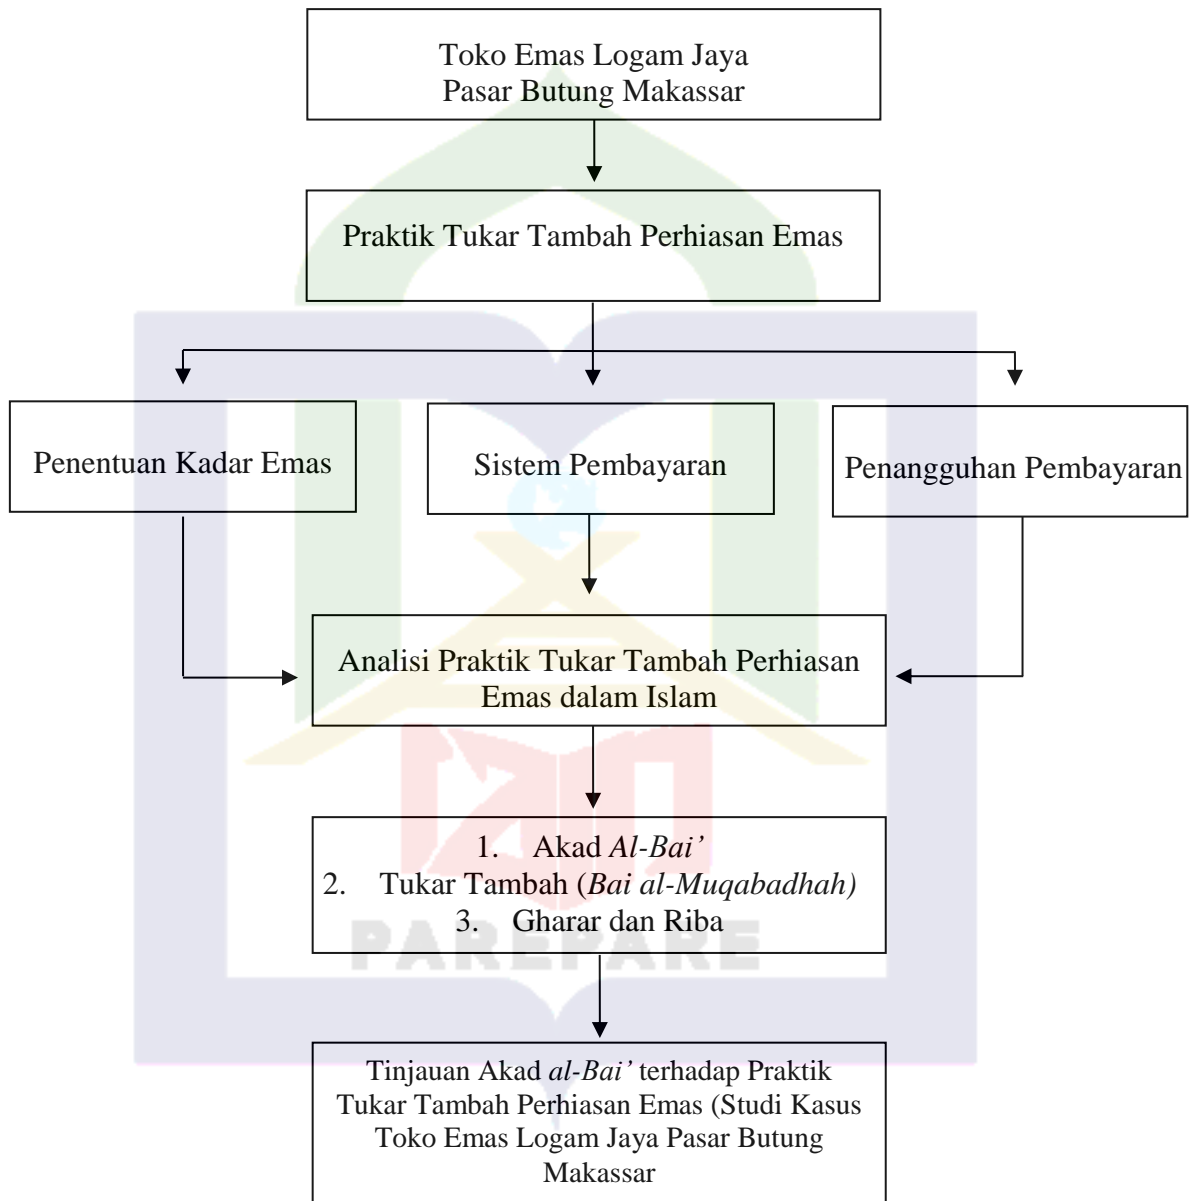 Toko Emas Logam Jaya
Pasar Butung Makassar
Praktik Tukar Tambah Perhiasan Emas
Penentuan Kadar Emas
Sistem Pembayaran
Penangguhan Pembayaran
Analisi Praktik Tukar Tambah Perhiasan
Emas dalam Islam
1. Akad Al-Bai’
2. Tukar Tambah (Bai al-Muqabadhah)
3. Gharar dan Riba
PAREPARE
Tinjauan Akad al-Bai’ terhadap Praktik
Tukar Tambah Perhiasan Emas (Studi Kasus
Toko Emas Logam Jaya Pasar Butung
Makassar